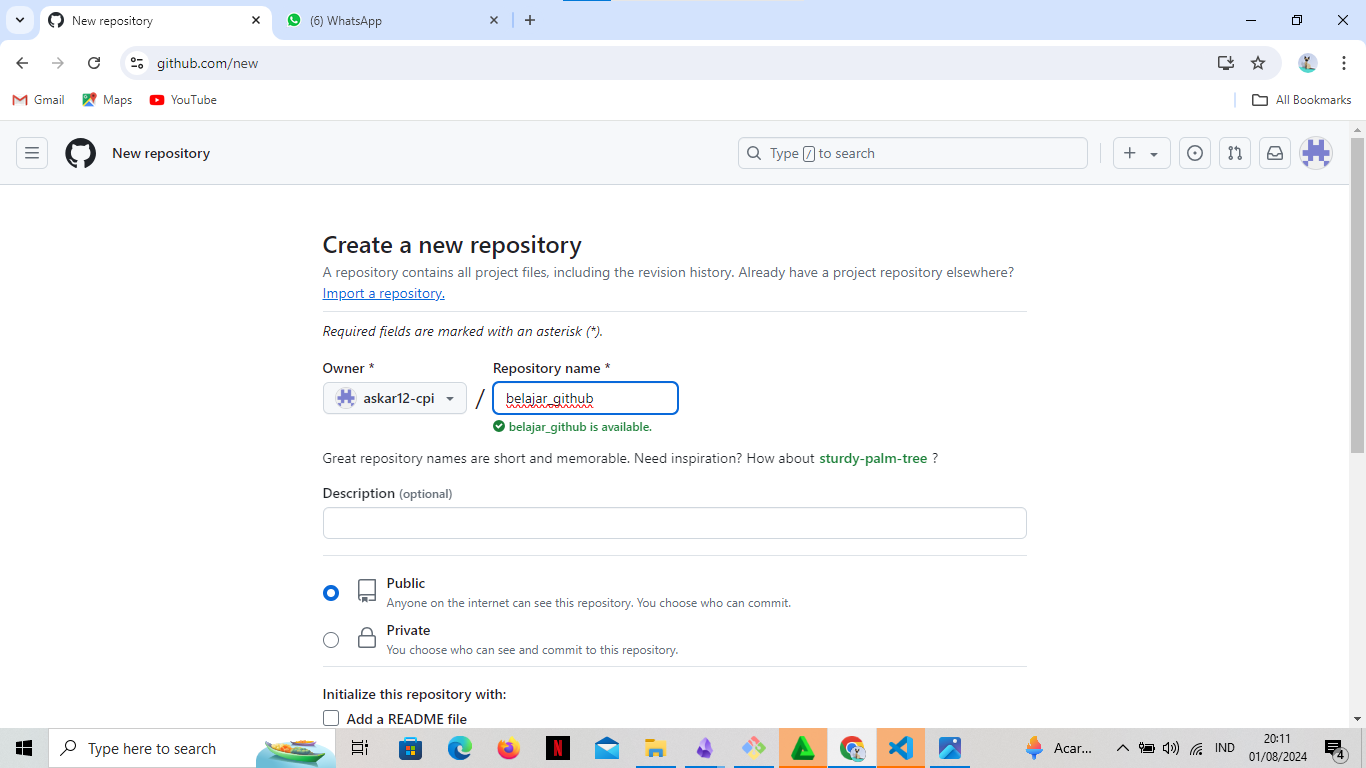 New repository
(6) WhatsApp
github.com/new
Gmail Maps YouTube All Bookmarks
New repository
Type / to search
Create a new repository
A repository contains all project files, including the revision history. Already have a project repository elsewhere?
Import a repository.
Required fields are marked with an asterisk (*).
Owner * Repository name *
askar12-cpi / belajar_github
belajar_github is available.
Great repository names are short and memorable. Need inspiration? How about sturdy-palm-tree ?
Description (optional)
Public
Anyone on the internet can see this repository. You choose who can commit.
Private
You choose who can see and commit to this repository.
Initialize this repository with:
Add a README file
Type here to search
N
Acar...
IND
20:11
01/08/2024
4